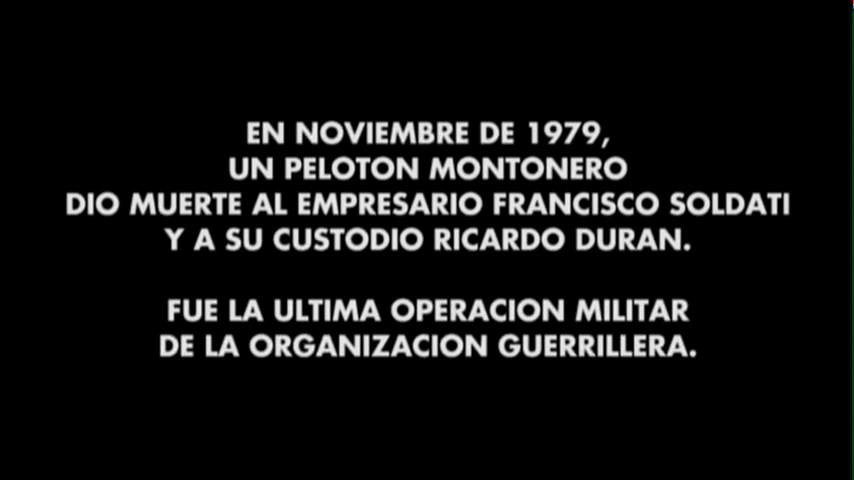 EN NOVIEMBRE DE 1979,
UN PELOTON MONTONERO
DIO MUERTE AL EMPRESARIO FRANCISCO SOLDATI
Y A SU CUSTODIO RICARDO DURAN.
FUE LA ULTIMA OPERACION MILITAR
DE LA ORGANIZACION GUERRILLERA.